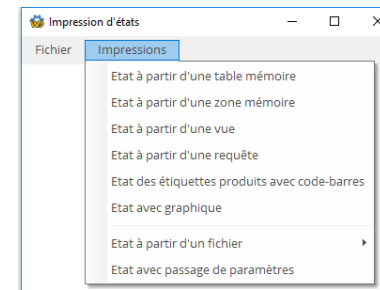 Impression d'états
Fichier Impressions
Etat à partir d'une table mémoire
Etat à partir d'une zone mémoire
Etat à partir d'une vue
Etat à partir d'une requête
Etat des étiquettes produits avec code-barres
Etat avec graphique
Etat à partir d'un fichier
Etat avec passage de paramètres